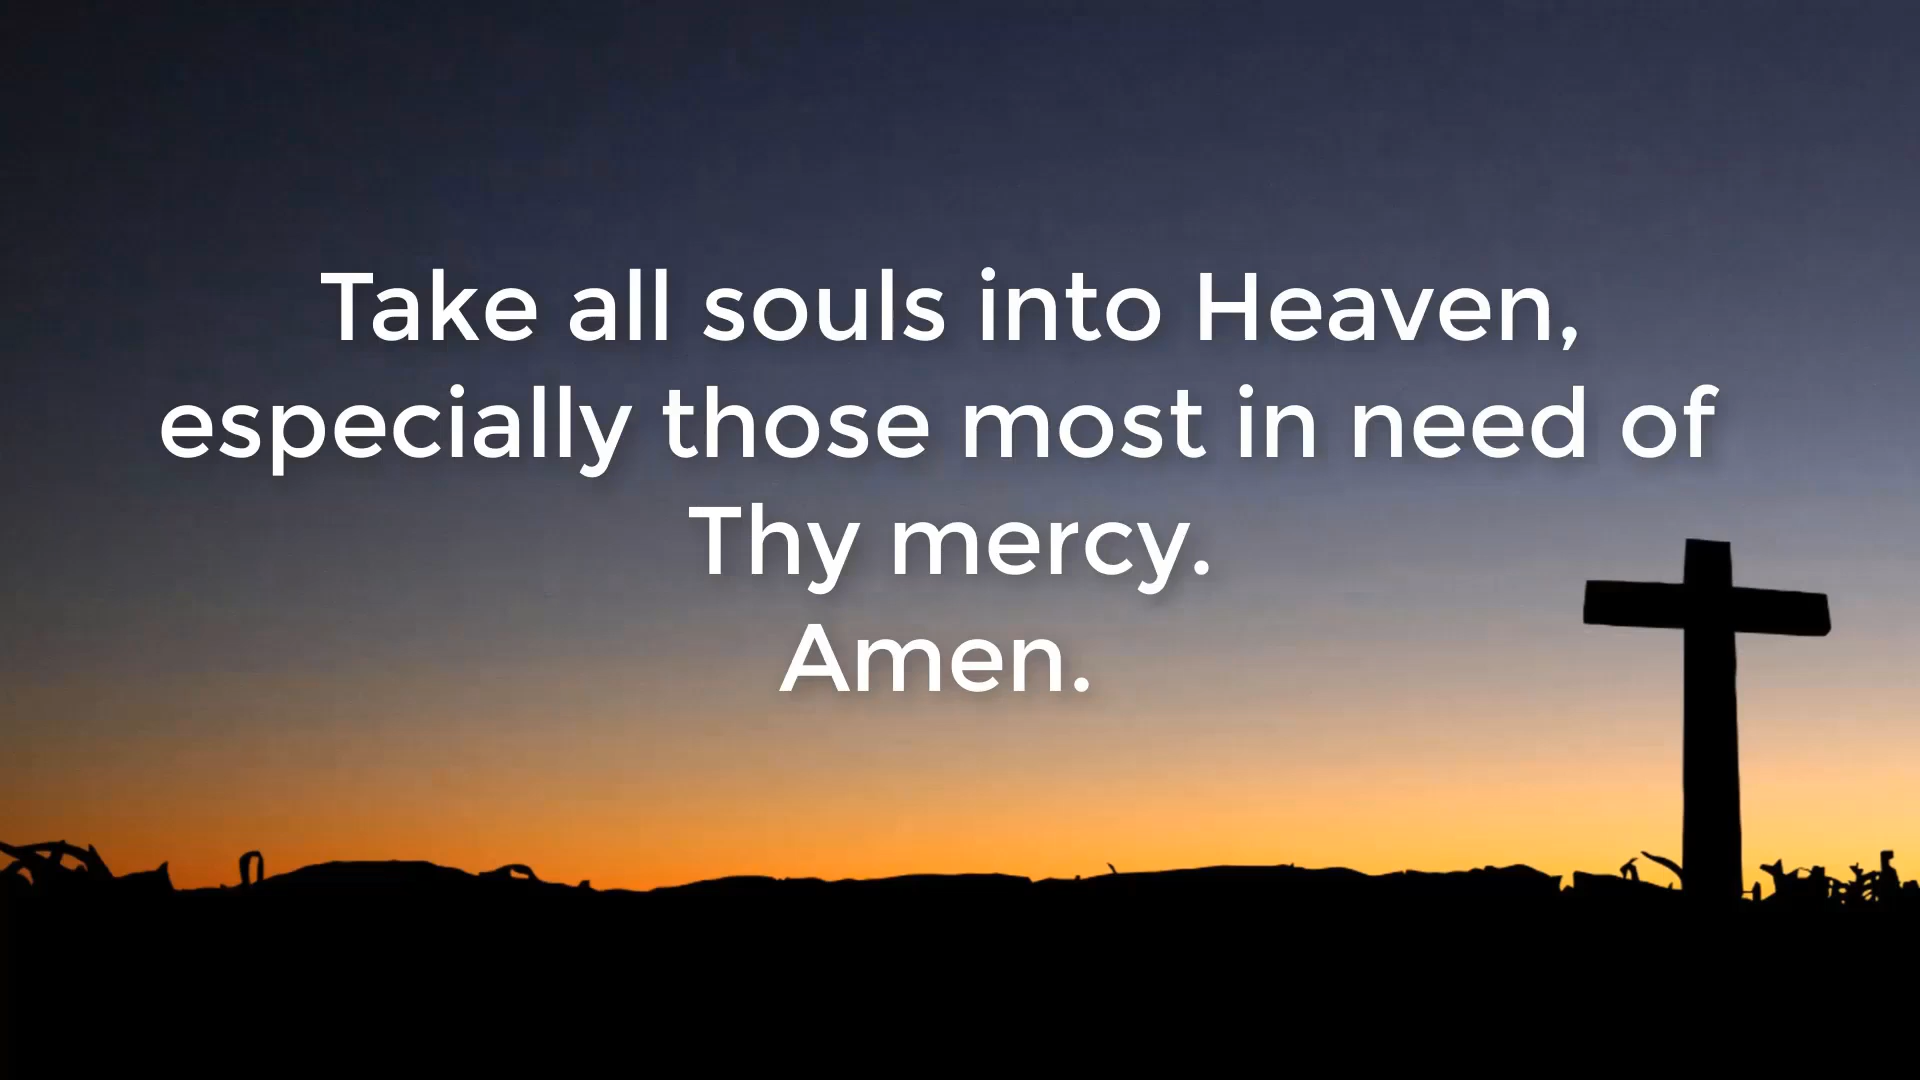 Take all souls into Heaven,
especially those most in need of
Thy mercy.
Amen.